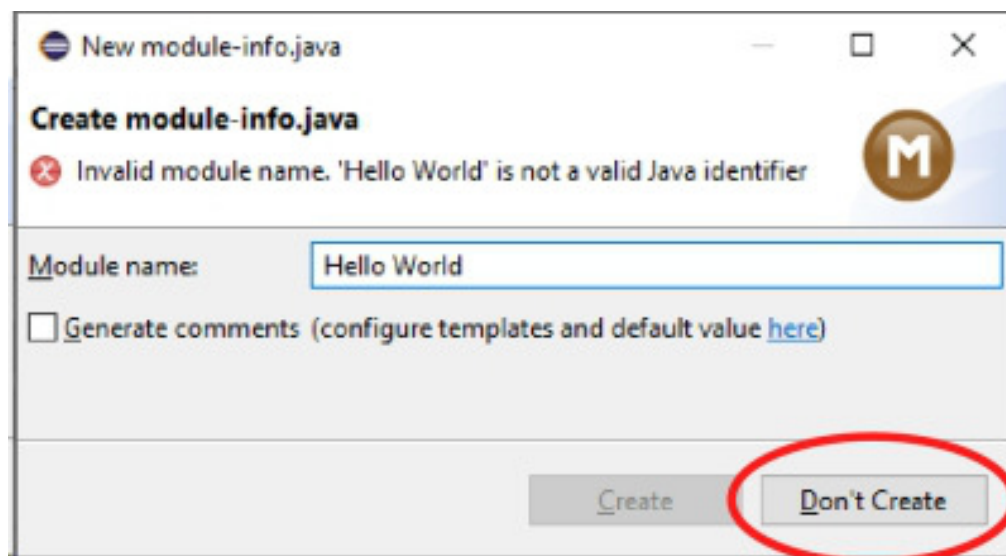 New module-info.java
Create module-info.java
Invalid module name. 'Hello World' is not a valid Java identifier
M
Module name: Hello World
Generate comments (configure templates and default value here)
Create Don't Create